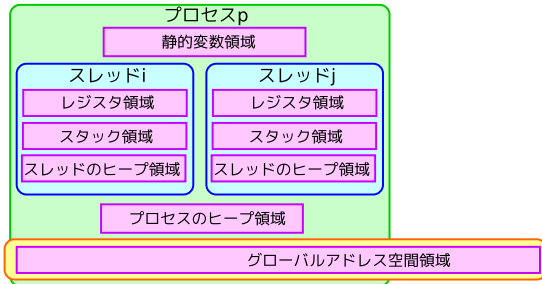 プロセスp
静的変数領域
スレッドi
スレッドj
レジスタ領域
レジスタ領域
スタック領域
スタック領域
スレッドのヒープ領域
スレッドのヒープ領域
プロセスのヒープ領域
グローバルアドレス空間領域